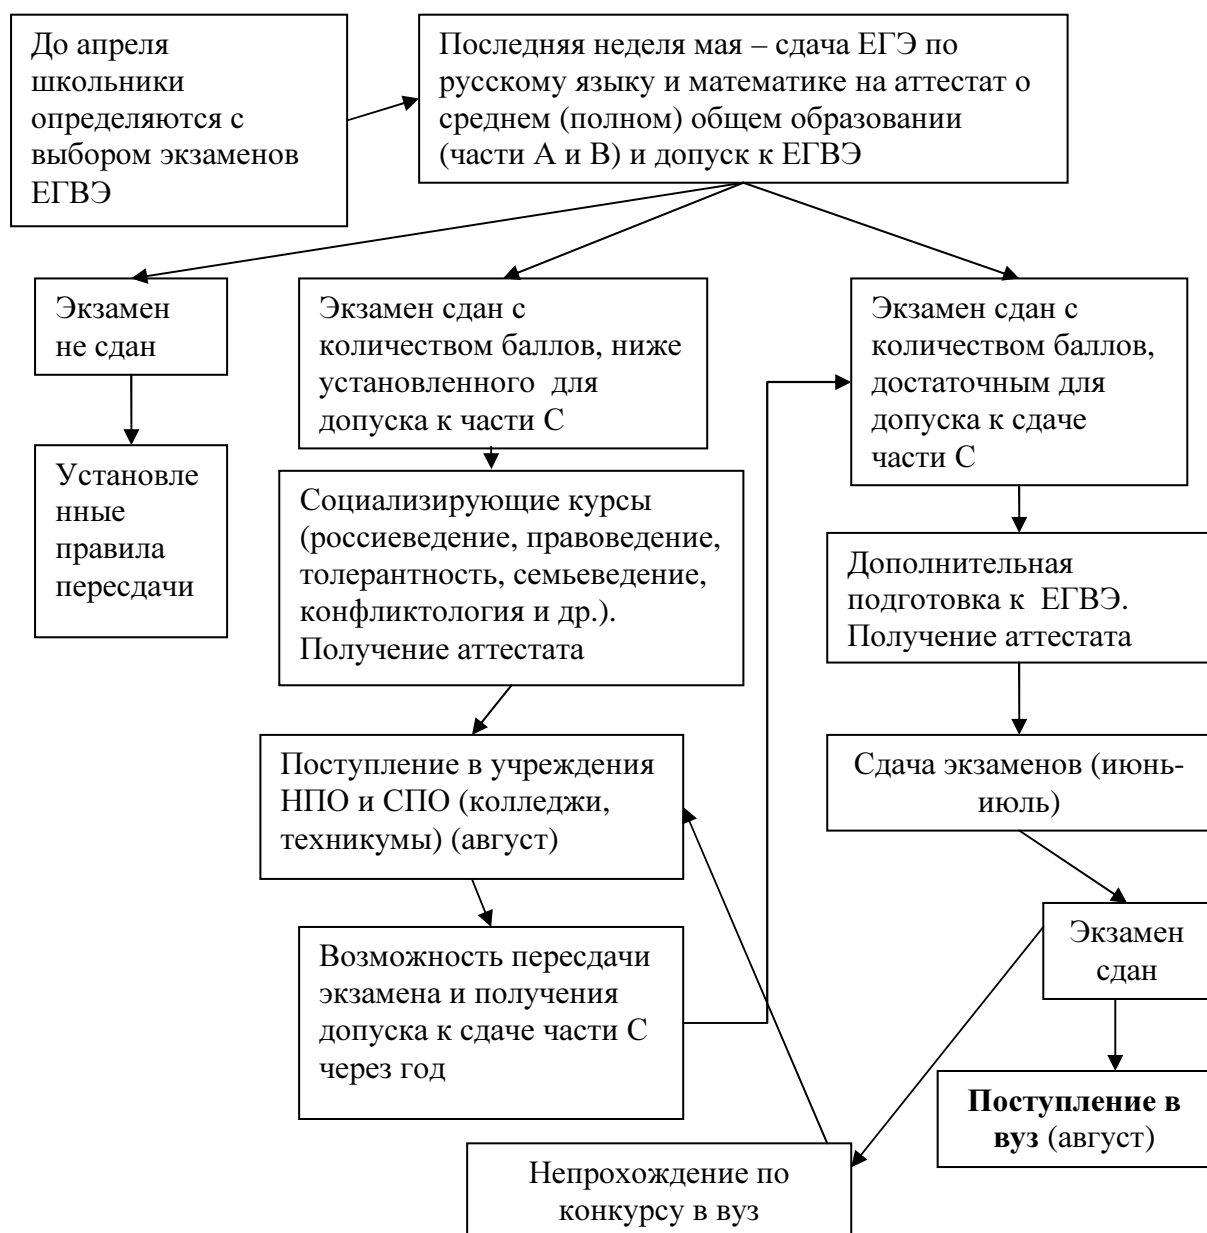 До апреля
школьники
определяются с
выбором экзаменов
ЕГВЭ
Последняя неделя мая – сдача ЕГЭ по
русскому языку и математике на аттестат о
среднем (полном) общем образовании
(части А и В) и допуск к ЕГВЭ
Экзамен
не сдан
Экзамен сдан с
количеством баллов, ниже
установленного для
допуска к части С
Экзамен сдан с
количеством баллов,
достаточным для
допуска к сдаче
части С
Установле
нные
правила
пересдачи
Социализирующие курсы
(россиеведение, правоведение,
толерантность, семьеведение,
конфликтология и др.).
Получение аттестата
Дополнительная
подготовка к ЕГВЭ.
Получение аттестата
Поступление в учреждения
НПО и СПО (колледжи,
техникумы) (август)
Сдача экзаменов (июнь-
июль)
Возможность пересдачи
экзамена и получения
допуска к сдаче части С
через год
Экзамен
сдан
Поступление в
вуз (август)
Непрохождение по
конкурсу в вуз